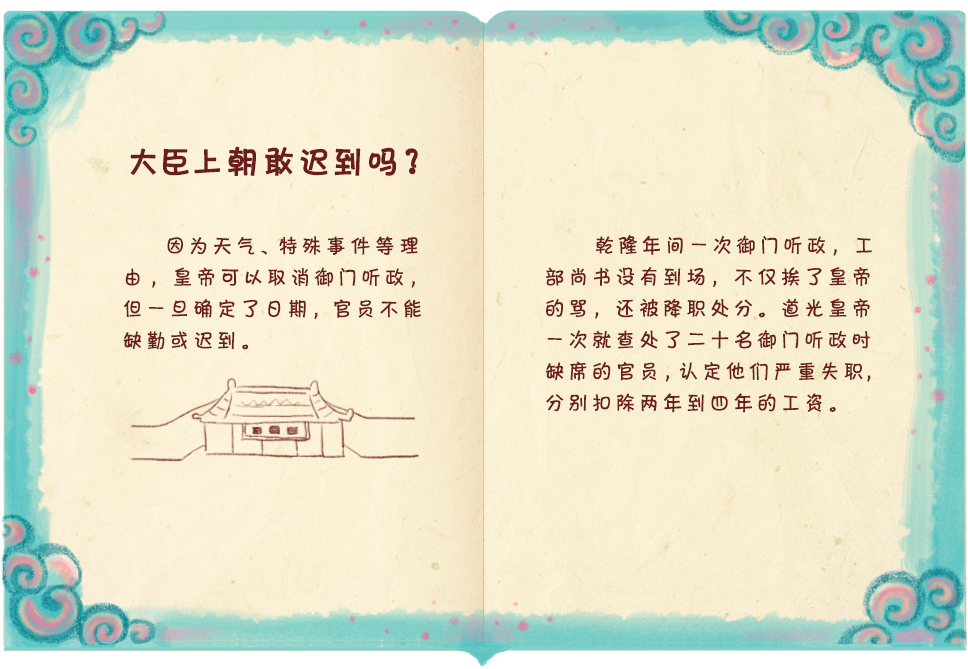 大臣上朝敢迟到吗？
因为天气、特殊事件等理
由，皇帝可以取消御门听政，
但一旦确定了日期，官员不能
缺勤或迟到。
乾隆年间一次御门听政，工
部尚书没有到场，不仅挨了皇帝
的骂，还被降职处分。道光皇帝
一次就查处了二十名御门听政时
缺席的官员，认定他们严重失职，
分别扣除两年到四年的工资。